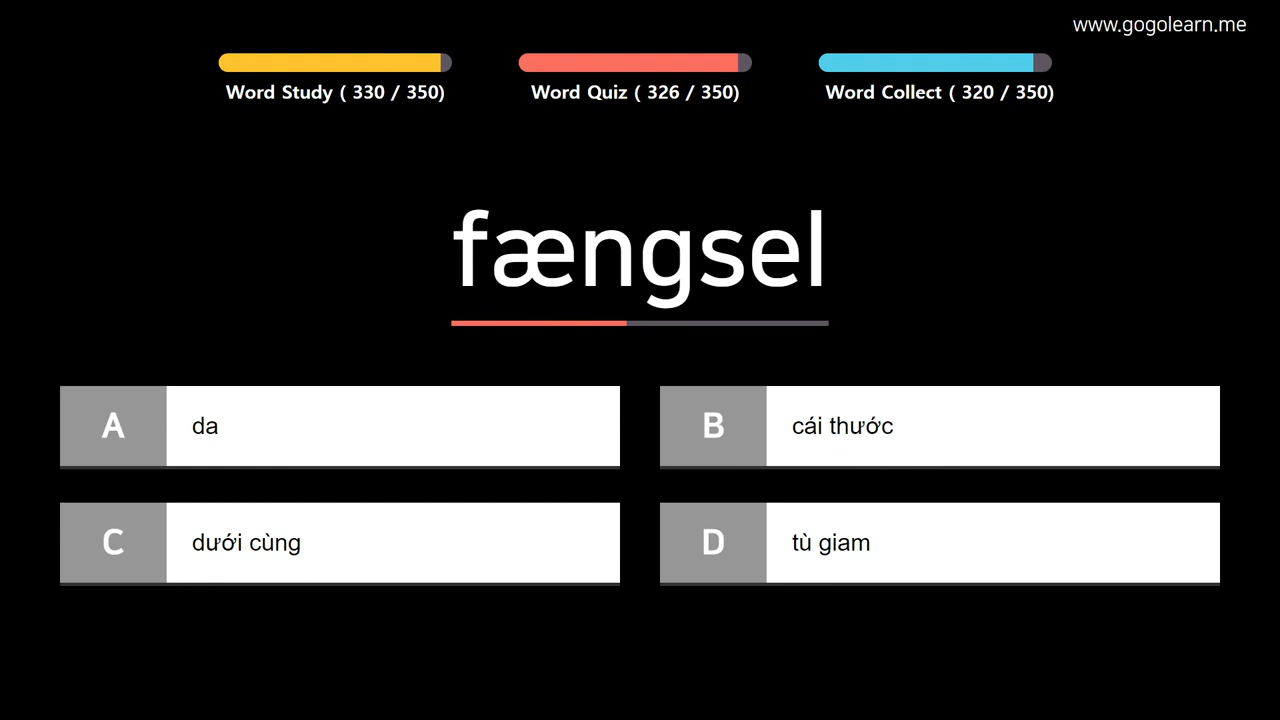 www.gogolearn.me
Word Study ( 330 / 350)
Word Quiz ( 326 / 350)
Word Collect ( 320 / 350)
fængsel
A
da
B
cái thước
C
dưới cùng
D
tù giam